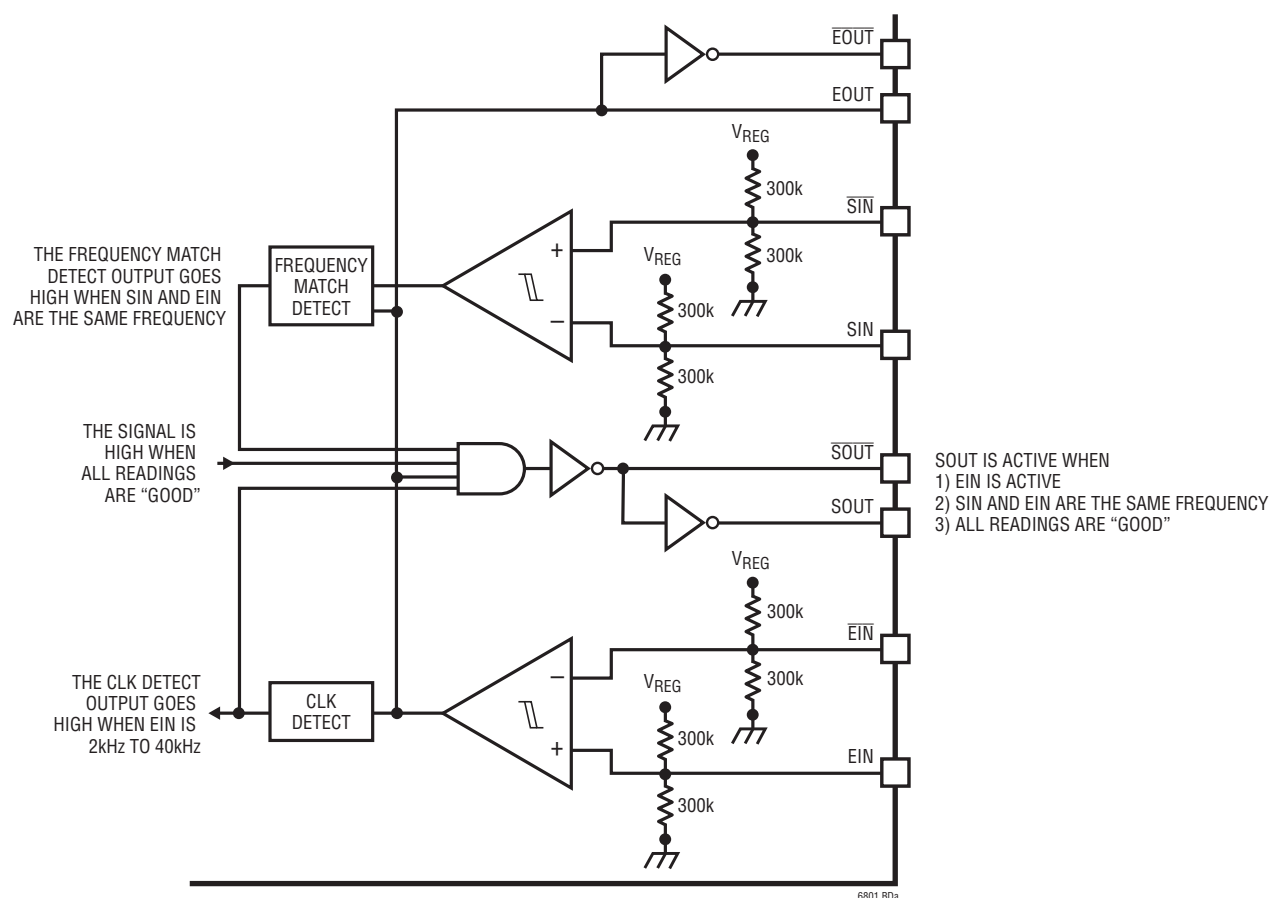 E̅O̅U̅T̅
EOUT
VREG
300k
S̅I̅N̅
300k
THE FREQUENCY MATCH
DETECT OUTPUT GOES
HIGH WHEN SIN AND EIN
ARE THE SAME FREQUENCY
FREQUENCY
MATCH
DETECT
+
−
VREG
300k
SIN
300k
THE SIGNAL IS
HIGH WHEN
ALL READINGS
ARE “GOOD”
S̅O̅U̅T̅
SOUT
SOUT IS ACTIVE WHEN
1) EIN IS ACTIVE
2) SIN AND EIN ARE THE SAME FREQUENCY
3) ALL READINGS ARE “GOOD”
VREG
300k
E̅I̅N̅
300k
THE CLK DETECT
OUTPUT GOES
HIGH WHEN EIN IS
2kHz TO 40kHz
CLK
DETECT
−
+
VREG
300k
EIN
300k
6801 BDa